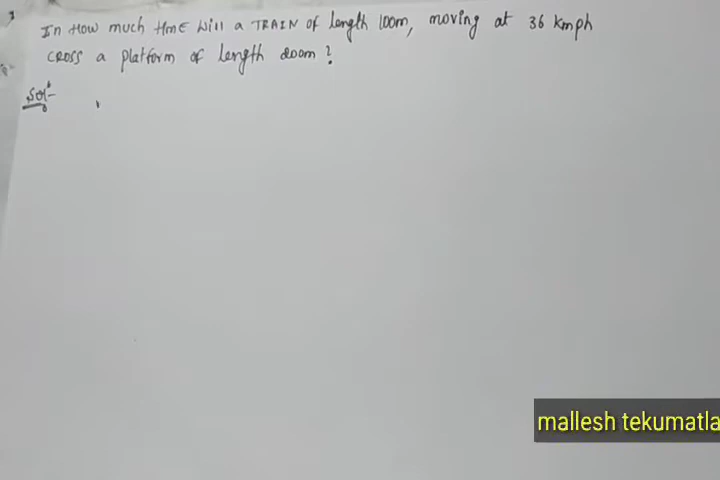 In How much time will a TRAIN of length 100m, moving at 36 kmph
CROSS a platform of length 200m ?
Sol:-
mallesh tekumatla